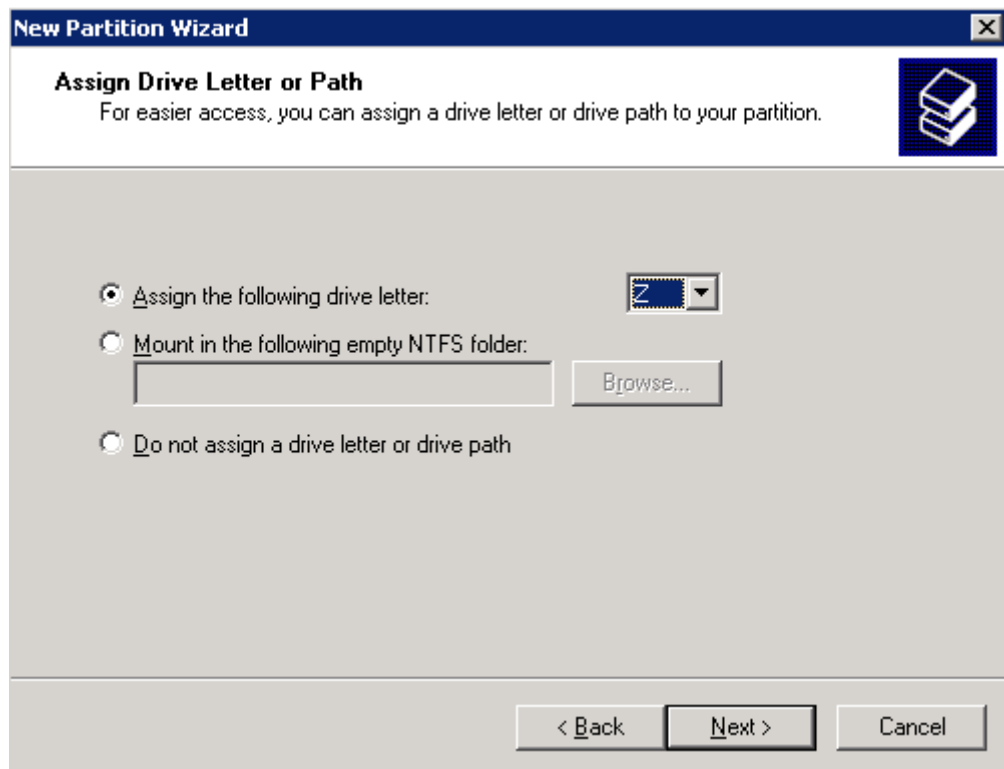 New Partition Wizard
Assign Drive Letter or Path
For easier access, you can assign a drive letter or drive path to your partition.
Assign the following drive letter:
Z
Mount in the following empty NTFS folder:
Browse...
Do not assign a drive letter or drive path
< Back
Next >
Cancel